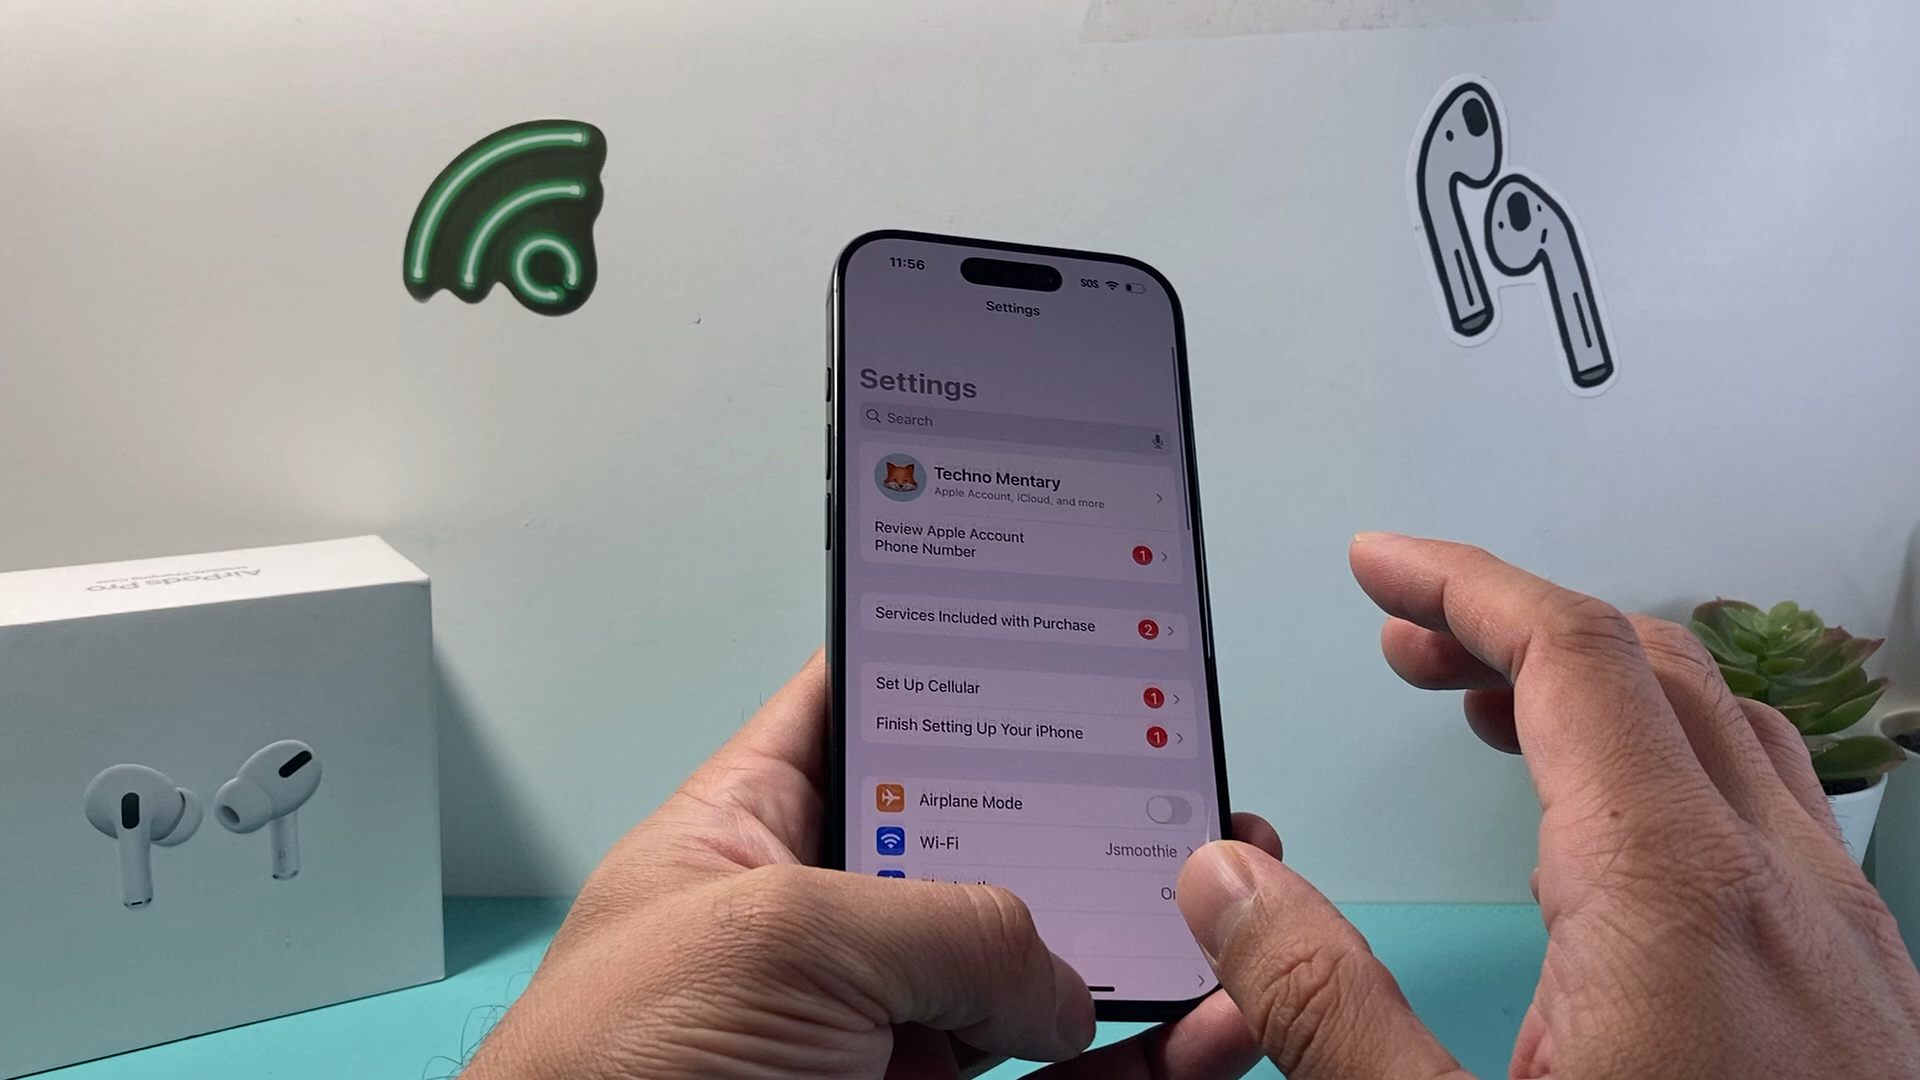 AirPods Pro
11:56
SOS
Settings
Settings
Search
Techno Mentary
Apple Account, iCloud, and more
Review Apple Account
Phone Number
1
Services Included with Purchase
2
Set Up Cellular
1
Finish Setting Up Your iPhone
1
Airplane Mode
Wi-Fi
Jsmoothie
Bluetooth